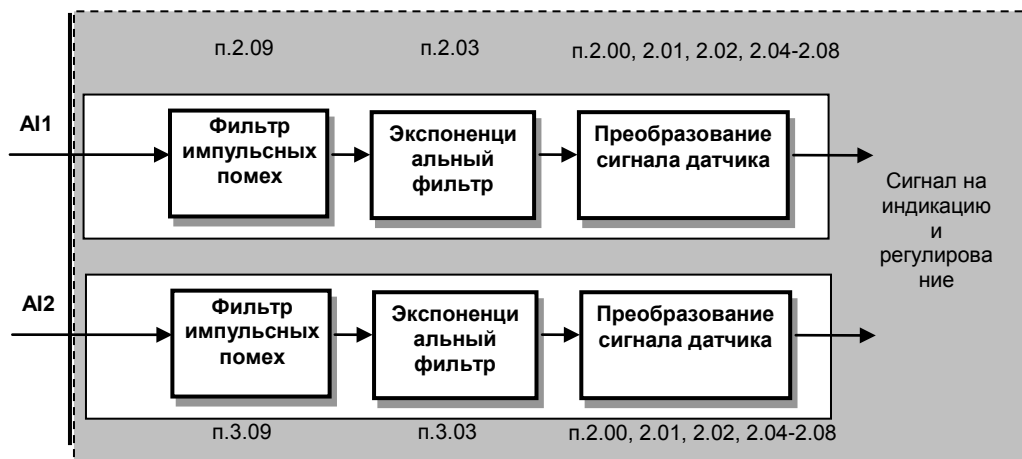 п.2.09
п.2.03
п.2.00, 2.01, 2.02, 2.04-2.08
AI1
Фильтр
импульсных
помех
Экспоненци
альный
фильтр
Преобразование
сигнала датчика
Сигнал на
индикацию
и
регулирова
ние
AI2
Фильтр
импульсных
помех
Экспоненци
альный
фильтр
Преобразование
сигнала датчика
п.3.09
п.3.03
п.2.00, 2.01, 2.02, 2.04-2.08